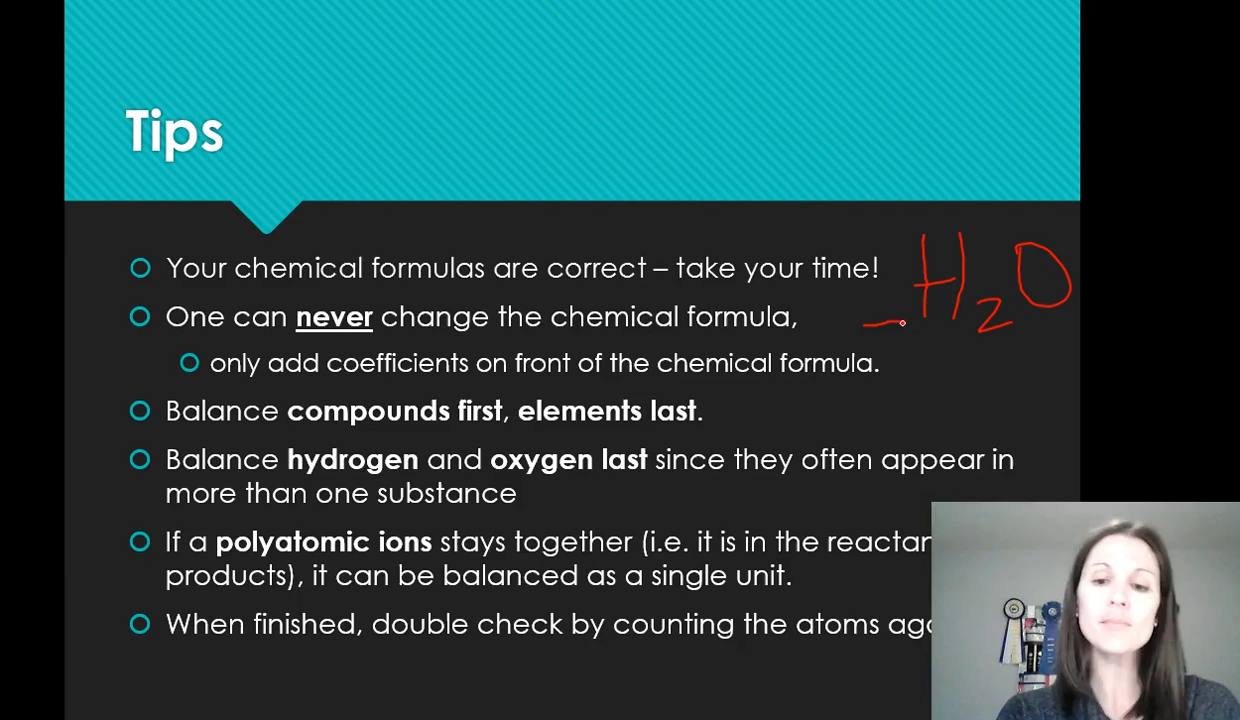 Tips
Your chemical formulas are correct – take your time!
One can never change the chemical formula,
only add coefficients on front of the chemical formula.
Balance compounds first, elements last.
Balance hydrogen and oxygen last since they often appear in
more than one substance
If a polyatomic ions stays together (i.e. it is in the
products), it can be balanced as a single unit.
When finished, double check by counting the atoms
_H2O